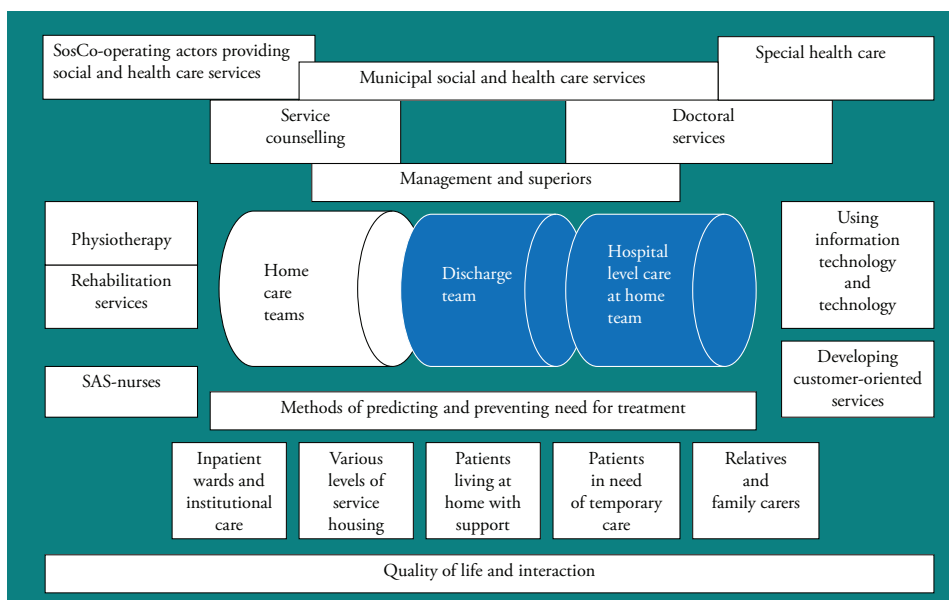 SosCo-operating actors providing
social and health care services
Municipal social and health care services
Special health care
Service
counselling
Doctoral
services
Management and superiors
Physiotherapy
Rehabilitation
services
SAS-nurses
Home
care
teams
Discharge
team
Hospital
level care
at home
team
Using
information
technology
and
technology
Developing
customer-oriented
services
Methods of predicting and preventing need for treatment
Inpatient
wards and
institutional
care
Various
levels of
service
housing
Patients
living at
home with
support
Patients
in need
of temporary
care
Relatives
and
family carers
Quality of life and interaction